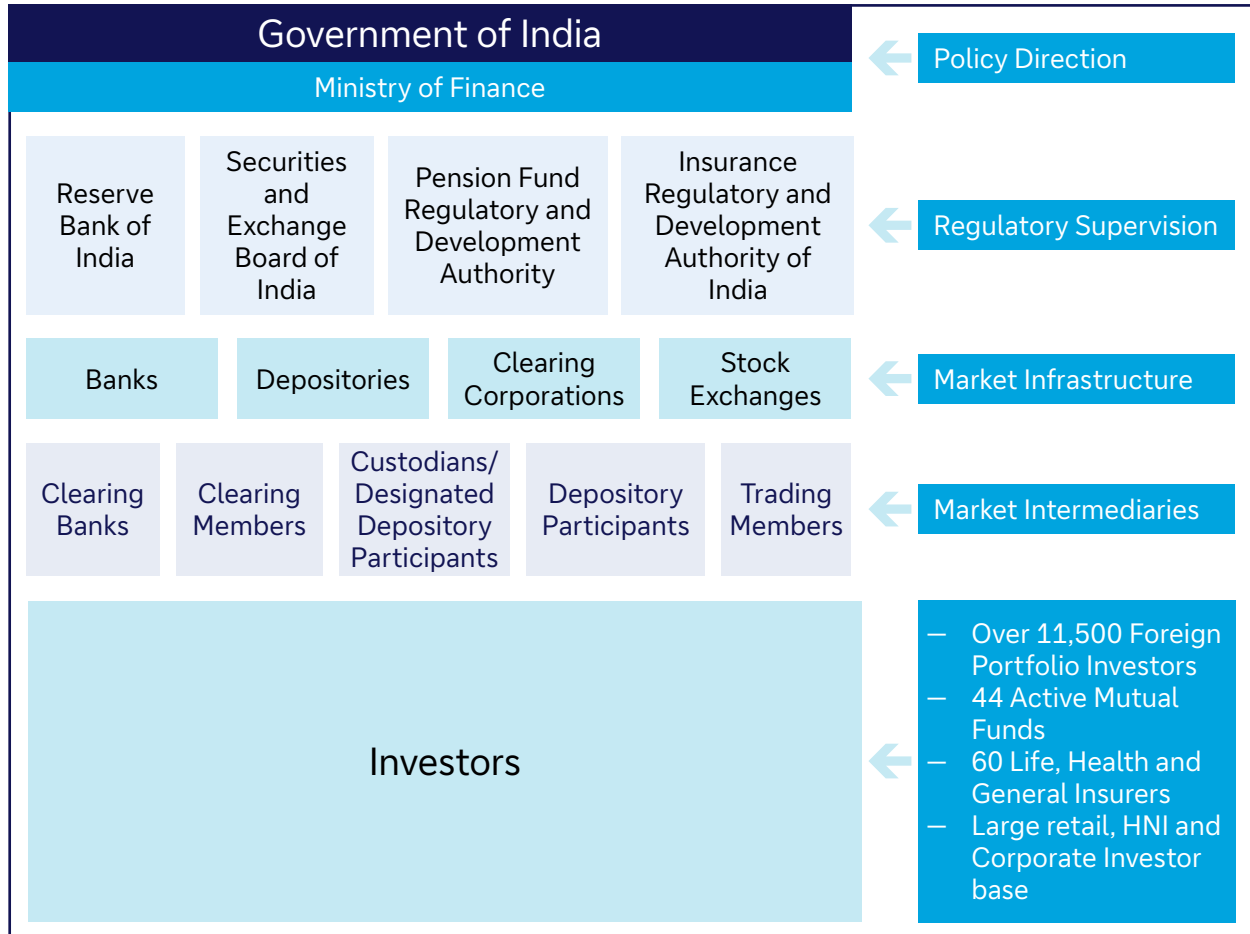 Government of India
Ministry of Finance
Policy Direction
Reserve
Bank of
India
Securities
and
Exchange
Board of
India
Pension Fund
Regulatory and
Development
Authority
Insurance
Regulatory and
Development
Authority of
India
Regulatory Supervision
Banks
Depositories
Clearing
Corporations
Stock
Exchanges
Market Infrastructure
Clearing
Banks
Clearing
Members
Custodians/
Designated
Depository
Participants
Depository
Participants
Trading
Members
Market Intermediaries
Investors
— Over 11,500 Foreign
Portfolio Investors
— 44 Active Mutual
Funds
— 60 Life, Health and
General Insurers
— Large retail, HNI and
Corporate Investor
base